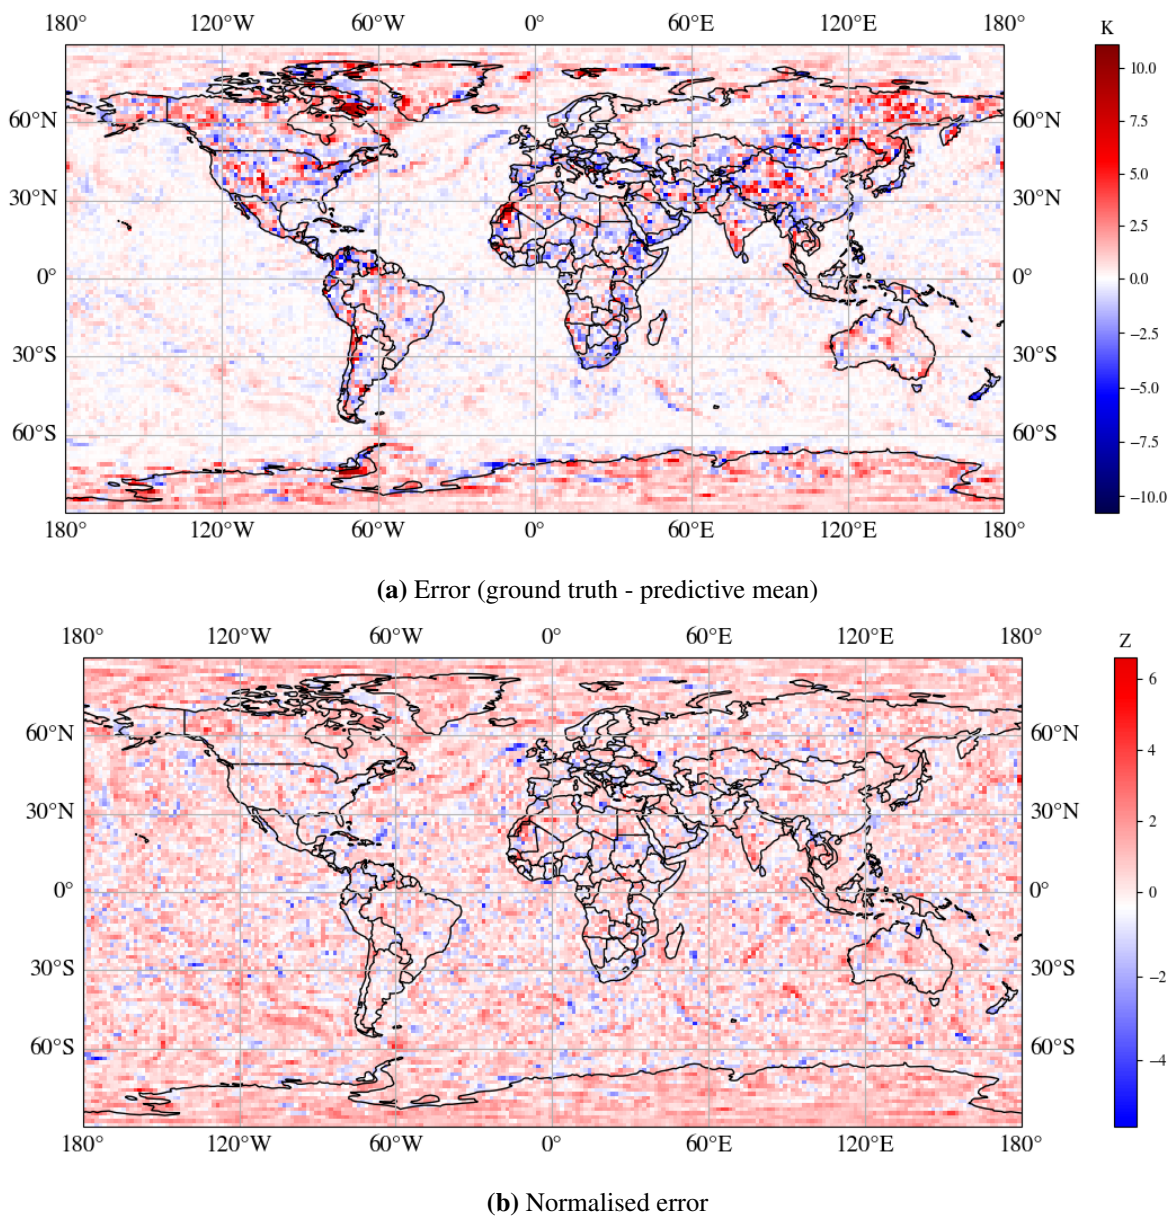 180° 120°W 60°W 0° 60°E 120°E 180°
K
60°N 60°N
30°N 30°N
0° 0°
30°S 30°S
60°S 60°S
10.0
7.5
5.0
2.5
0.0
−2.5
−5.0
−7.5
−10.0
180° 120°W 60°W 0° 60°E 120°E 180°
(a) Error (ground truth - predictive mean)
180° 120°W 60°W 0° 60°E 120°E 180°
Z
60°N 60°N
30°N 30°N
0° 0°
30°S 30°S
60°S 60°S
6
4
2
0
−2
−4
180° 120°W 60°W 0° 60°E 120°E 180°
(b) Normalised error